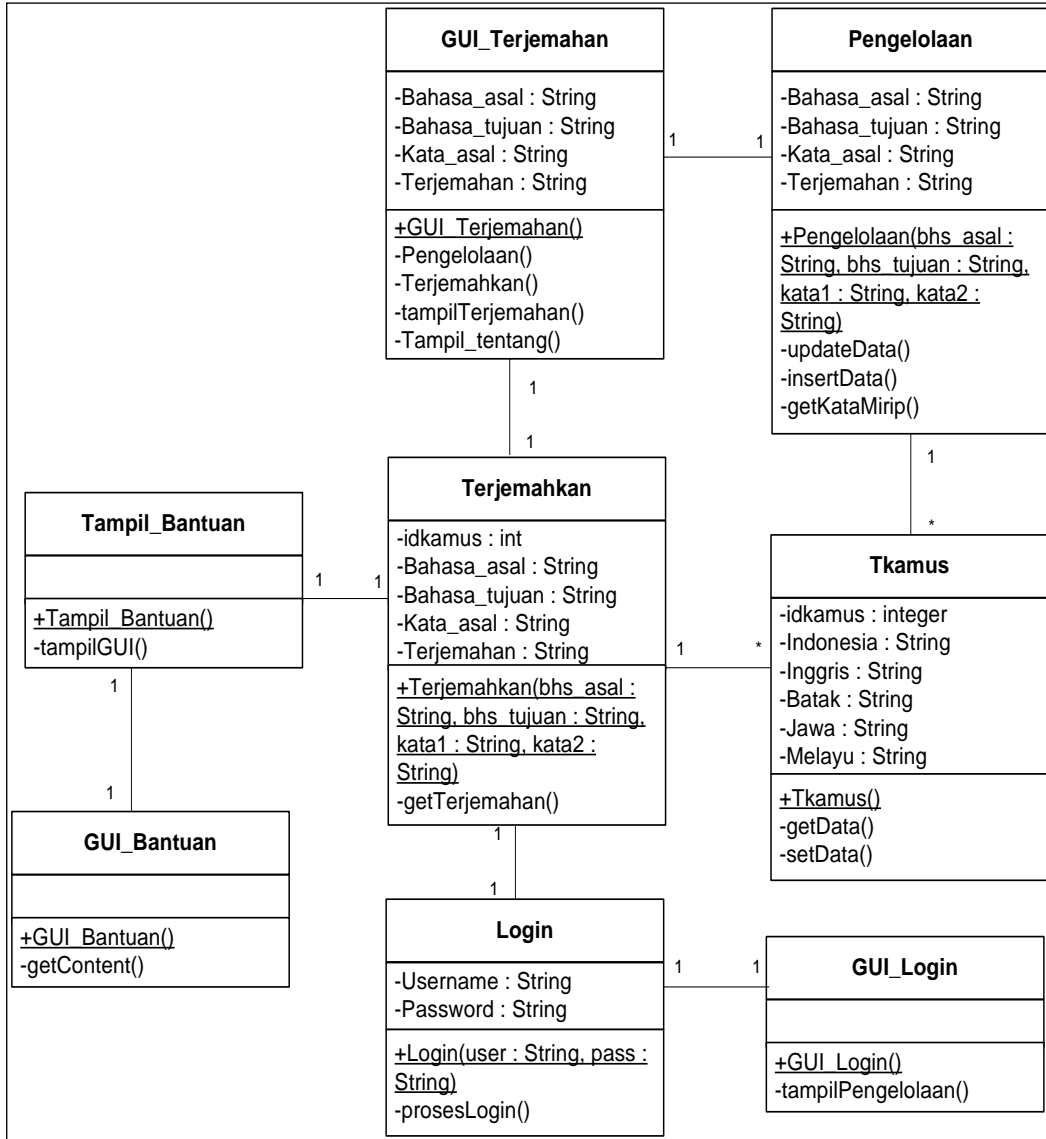 GUI_Terjemahan
-Bahasa_asal : String
-Bahasa_tujuan : String
-Kata_asal : String
-Terjemahan : String
+GUI_Terjemahan()
-Pengelolaan()
-Terjemahkan()
-tampilTerjemahan()
-Tampil_tentang()
1
1
Pengelolaan
-Bahasa_asal : String
-Bahasa_tujuan : String
-Kata_asal : String
-Terjemahan : String
+Pengelolaan(bhs_asal :
String, bhs_tujuan : String,
kata1 : String, kata2 :
String)
-updateData()
-insertData()
-getKataMirip()
1
1
1
*
Tampil_Bantuan
+Tampil_Bantuan()
-tampilGUI()
1
1
Terjemahkan
-idkamus : int
-Bahasa_asal : String
-Bahasa_tujuan : String
-Kata_asal : String
-Terjemahan : String
+Terjemahkan(bhs_asal :
String, bhs_tujuan : String,
kata1 : String, kata2 :
String)
-getTerjemahan()
1
*
Tkamus
-idkamus : integer
-Indonesia : String
-Inggris : String
-Batak : String
-Jawa : String
-Melayu : String
+Tkamus()
-getData()
-setData()
1
1
GUI_Bantuan
+GUI_Bantuan()
-getContent()
1
1
Login
-Username : String
-Password : String
+Login(user : String, pass :
String)
-prosesLogin()
1
1
GUI_Login
+GUI_Login()
-tampilPengelolaan()